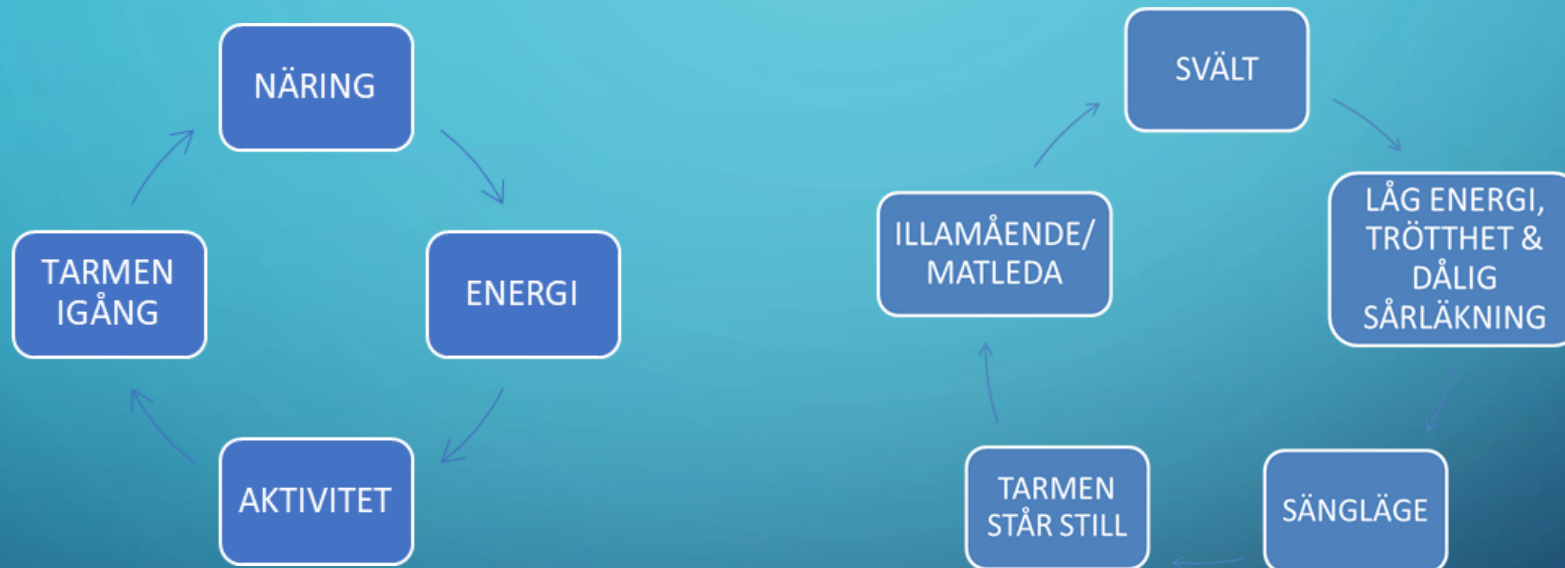 NÄRING
ENERGI
AKTIVITET
TARMEN
IGÅNG
SVÄLT
LÅG ENERGI,
TRÖTTHET &
DÅLIG
SÅRLÄKNING
SÄNGLÄGE
TARMEN
STÅR STILL
ILLAMÅENDE/
MATLEDA